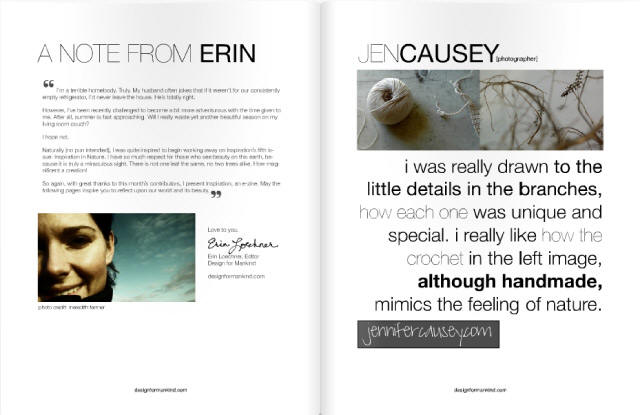 A NOTE FROM ERIN
“ I'm a terrible homebody. Truly. My husband often jokes that if it weren't for our consistently
empty refrigerator, I'd never leave the house. He's totally right.
However, I've been recently challenged to become a bit more adventurous with the time given to
me. After all, summer is fast approaching. Will I really waste yet another beautiful season on my
living room couch?
I hope not.
Naturally [no pun intended], I was quite inspired to begin working away on Inspiration's fifth is-
sue: Inspiration in Nature. I have so much respect for those who see beauty on this earth, be-
cause it is truly a miraculous sight. There is not one leaf the same, no two trees alike. How mag-
nificent a creation!
So again, with great thanks to this month's contributors, I present Inspiration, an e-zine. May the
following pages inspire you to reflect upon our world and its beauty. ”
Love to you,
Erin Loechner
Erin Loechner, Editor
Design for Mankind
designformankind.com
photo credit: meredith farmer
designformankind.com
JENCAUSEY[photographer]
i was really drawn to the
little details in the branches,
how each one was unique and
special. i really like how the
crochet in the left image,
although handmade,
mimics the feeling of nature.
jennifercausey.com
designformankind.com